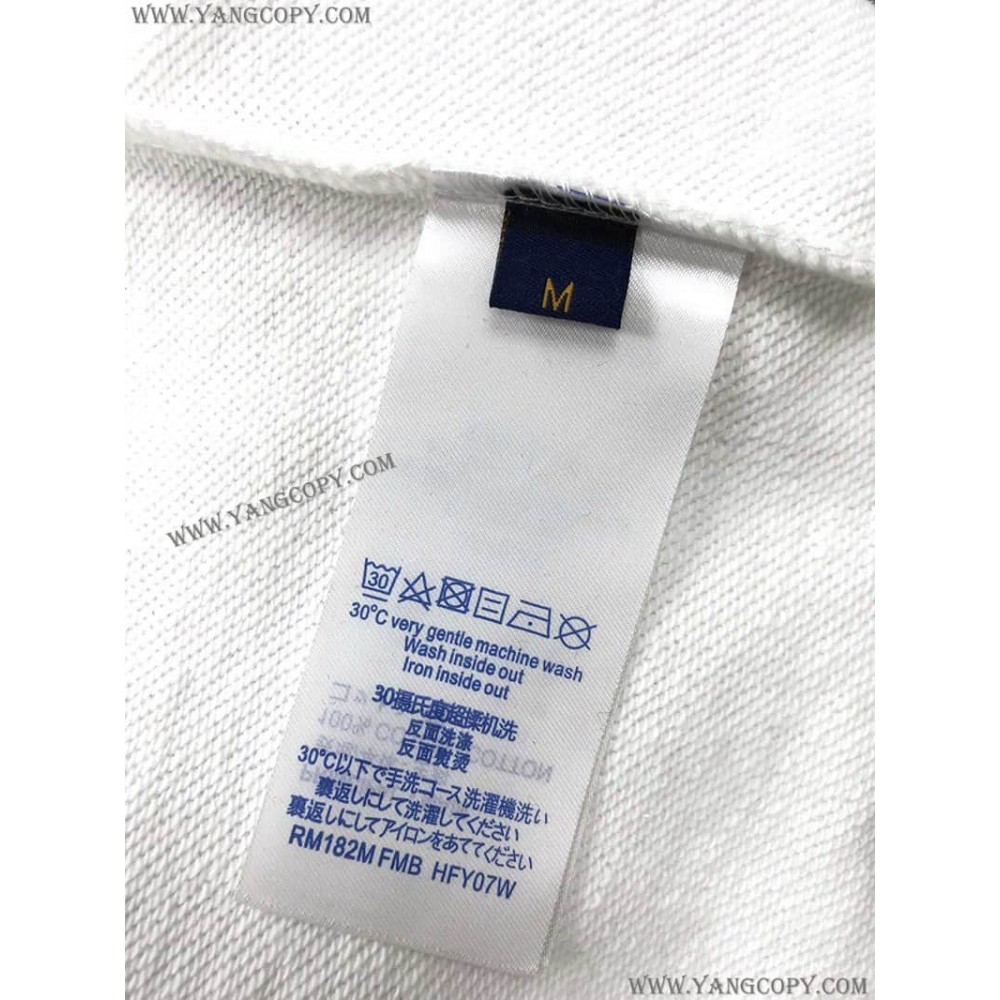 WWW.YANGCOPY.COM
M
WWW.YANGCOPY.COM
30
30°C very gentle machine wash
Wash inside out
Iron inside out
30摄氏度超揉机洗
反面洗涤
反面熨烫
100% COTTON
30°C以下で手洗コース洗濯機洗い
裏返しにして洗濯してください
裏返しにしてアイロンをあててください
RM182M FMB HFY07W
WWW.YANGCOPY.COM